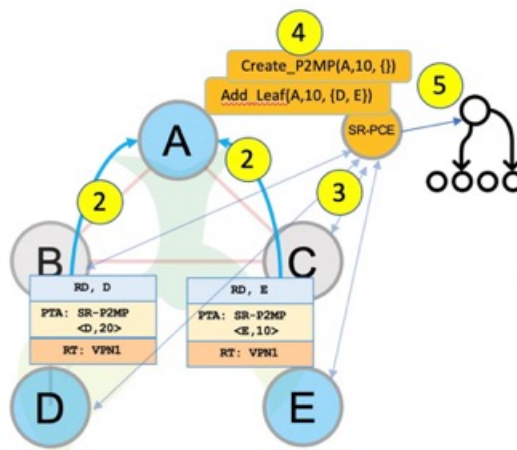 4
Create_P2MP(A,10, {})
Add_Leaf(A,10, {D, E})
5
SR-PCE
A
2
2
3
B
C
RD, D
PTA: SR-P2MP
<D,20>
RT: VPN1
RD, E
PTA: SR-P2MP
<E,10>
RT: VPN1
D
E